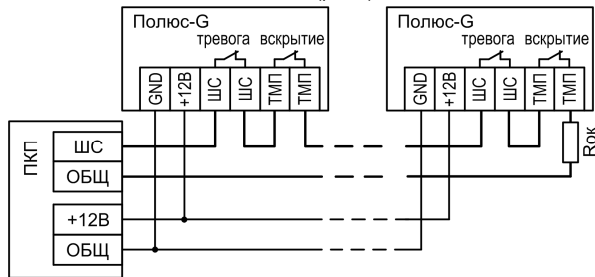 Полюс-G
тревога вскрытие
GND +12В ШС ШС ТМП ТМП
Полюс-G
тревога вскрытие
GND +12В ШС ШС ТМП ТМП
ПКП
ШС
ОБЩ
+12В
ОБЩ
Rок